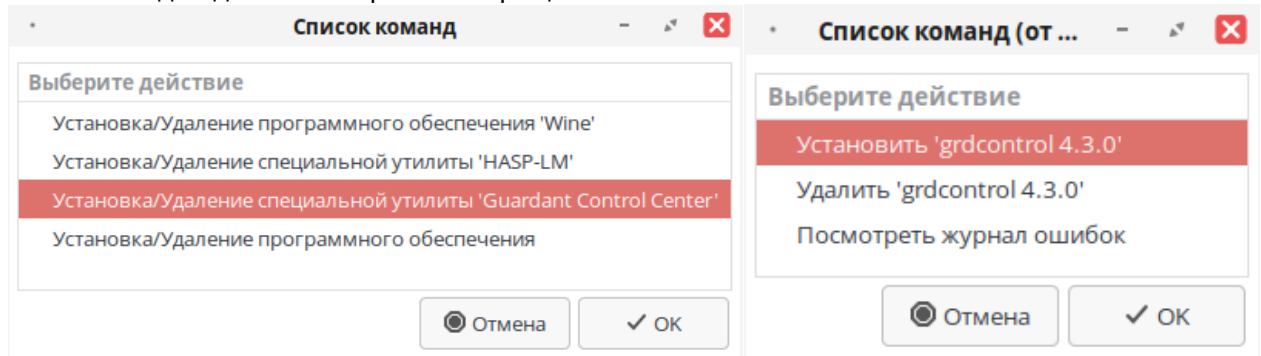 Список команд
Выберите действие
Установка/Удаление программного обеспечения 'Wine'
Установка/Удаление специальной утилиты 'HASP-LM'
Установка/Удаление специальной утилиты 'Guardant Control Center'
Установка/Удаление программного обеспечения
Отмена
OK
Список команд (от ...
Выберите действие
Установить 'grdcontrol 4.3.0'
Удалить 'grdcontrol 4.3.0'
Посмотреть журнал ошибок
Отмена
OK